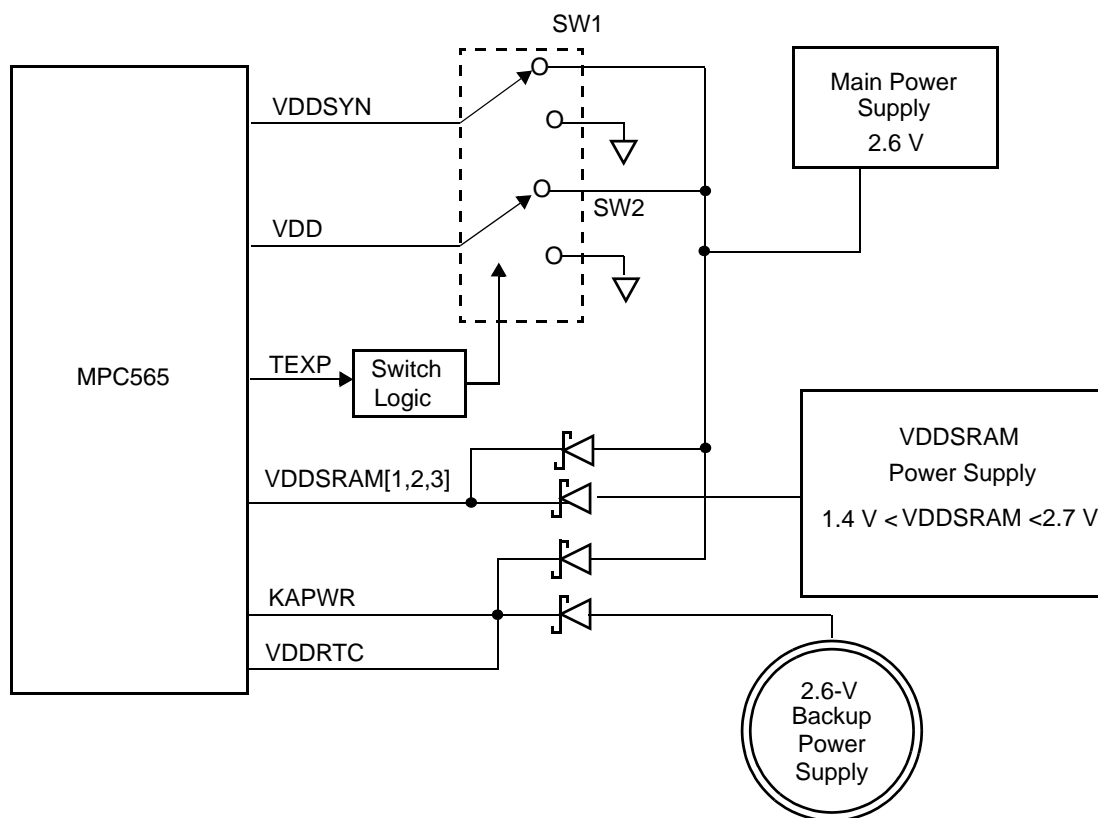 SW1
Main Power
Supply
2.6 V
VDDSYN
SW2
VDD
MPC565
TEXP
Switch
Logic
VDDSRAM
Power Supply
1.4 V < VDDSRAM <2.7 V
VDDSRAM[1,2,3]
KAPWR
VDDRTC
2.6-V
Backup
Power
Supply